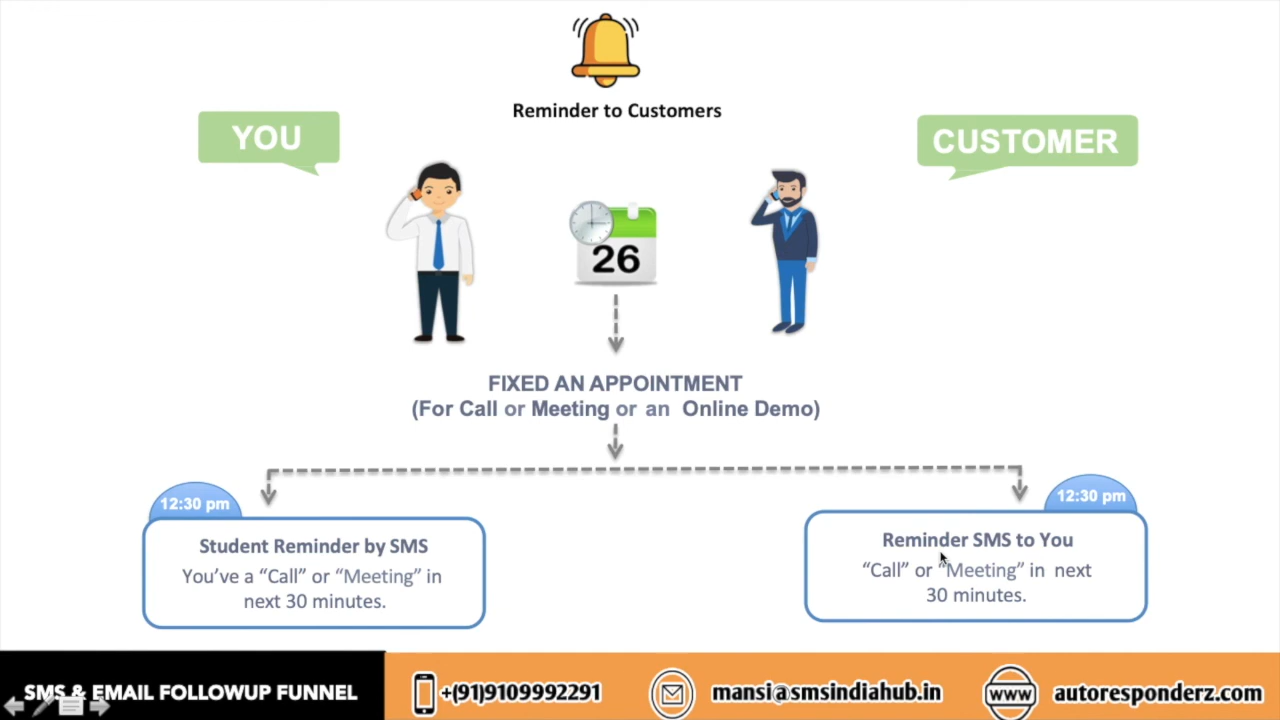 Reminder to Customers
YOU
CUSTOMER
26
FIXED AN APPOINTMENT
(For Call or Meeting or an Online Demo)
12:30 pm
12:30 pm
Student Reminder by SMS
You’ve a “Call” or “Meeting” in
next 30 minutes.
Reminder SMS to You
“Call” or “Meeting” in next
30 minutes.
SMS & EMAIL FOLLOWUP FUNNEL
+(91)9109992291
mansi@smsindiahub.in
www
autoresponderz.com